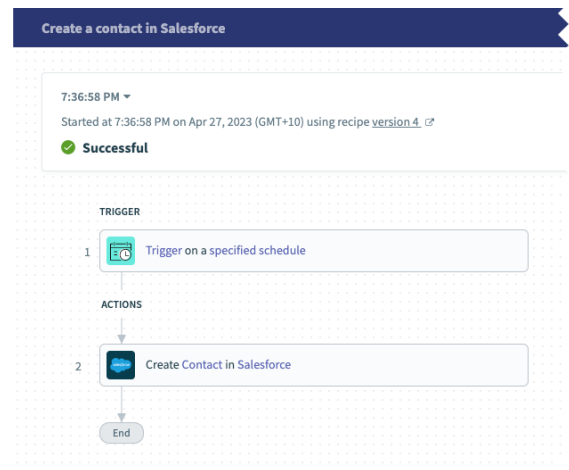 Create a contact in Salesforce
7:36:58 PM
Started at 7:36:58 PM on Apr 27, 2023 (GMT+10) using recipe version 4
Successful
TRIGGER
1 Trigger on a specified schedule
ACTIONS
2 Create Contact in Salesforce
End